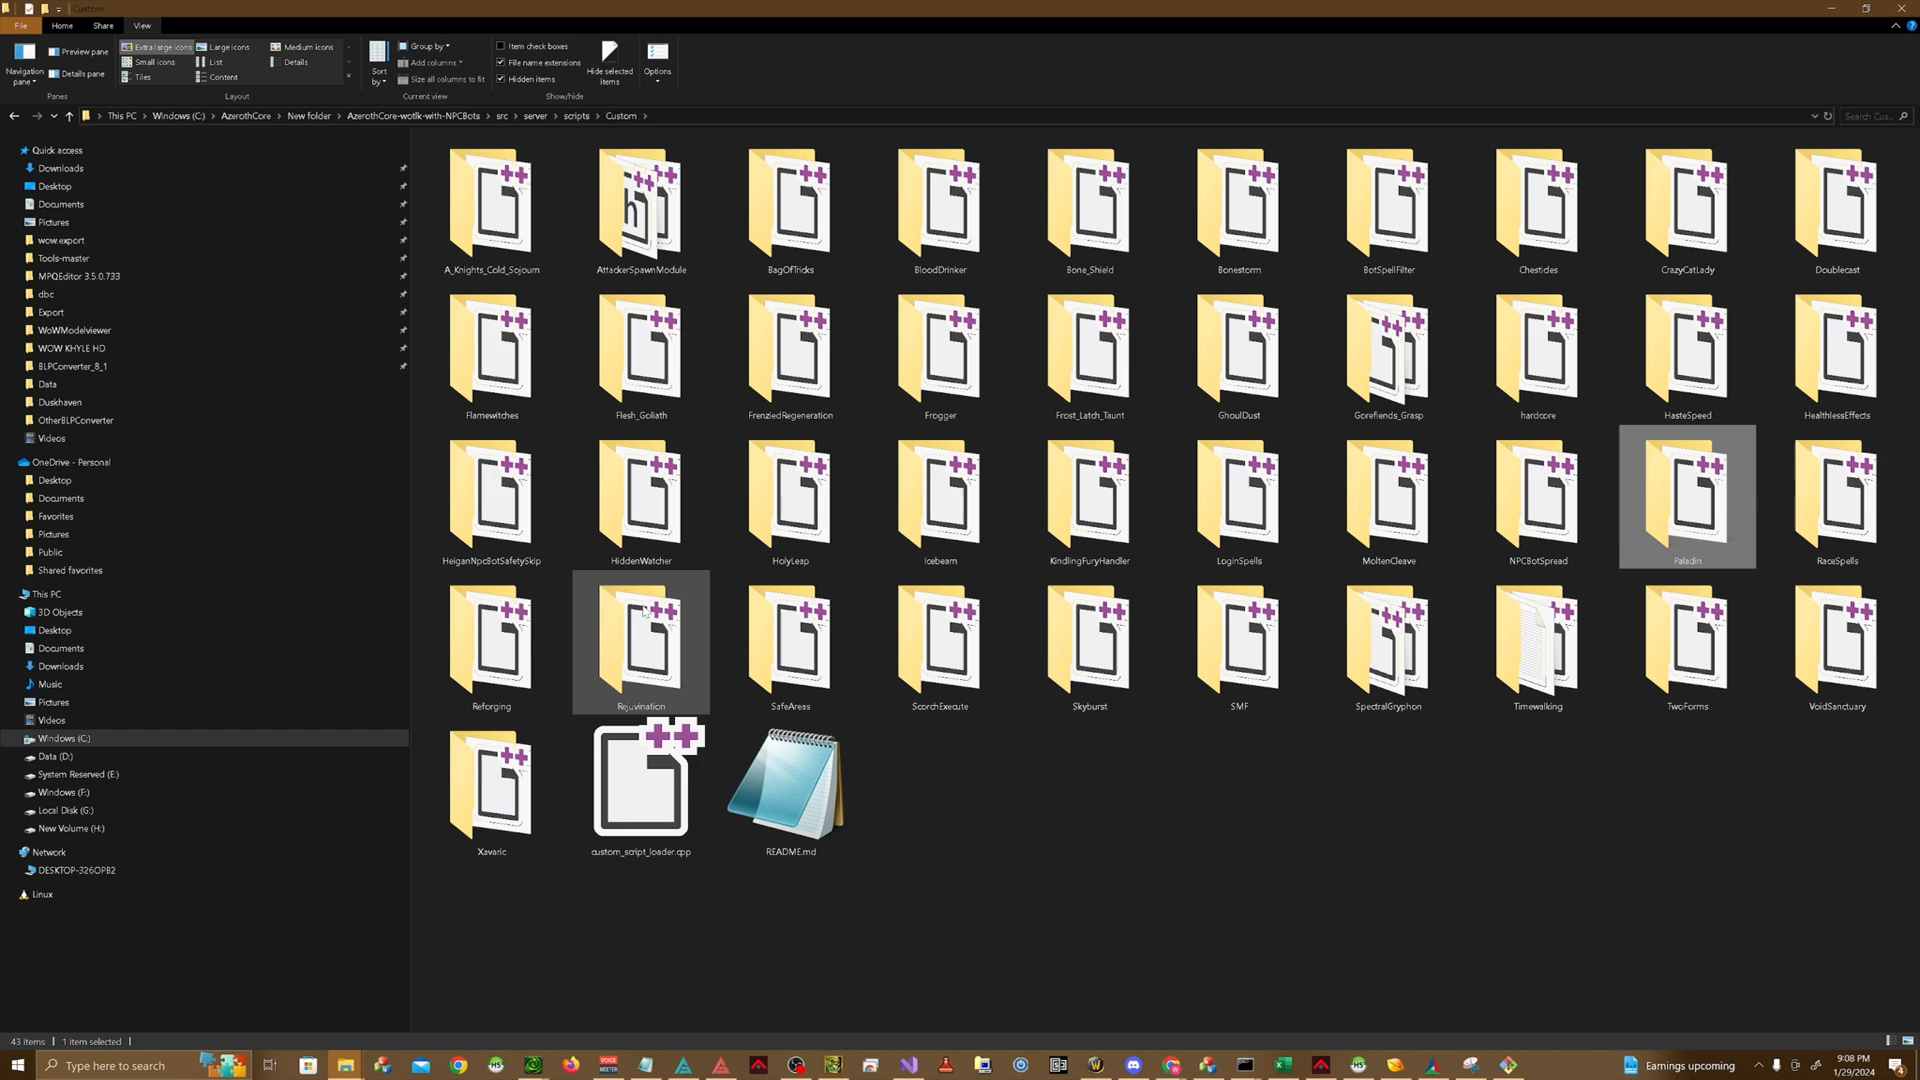 Custom
File Home Share View
Navigation pane
Preview pane
Details pane
Panes
Extra large icons Large icons Medium icons
Small icons List Details
Tiles Content
Layout
Sort by
Group by
Add columns
Size all columns to fit
Current view
Item check boxes
File name extensions
Hidden items
Hide selected items
Show/hide
Options
This PC Windows (C:) AzerothCore New folder AzerothCore-wotlk-with-NPCBots src server scripts Custom
Search Cus...
Quick access
Downloads
Desktop
Documents
Pictures
wow.export
Tools-master
MPQEditor 3.5.0.733
dbc
Export
WoWModelviewer
WOW KHYLE HD
BLPConverter_8_1
Data
Duskhaven
OtherBLPConverter
Videos
OneDrive - Personal
Desktop
Documents
Favorites
Pictures
Public
Shared favorites
This PC
3D Objects
Desktop
Documents
Downloads
Music
Pictures
Videos
Windows (C:)
Data (D:)
System Reserved (E:)
Windows (F:)
Local Disk (G:)
New Volume (H:)
Network
DESKTOP-326OPB2
Linux
A_Knights_Cold_Sojourn AttackerSpawnModule BagOfTricks BloodDrinker Bone_Shield Bonestorm BotSpellFilter Chestides CrazyCatLady Doublecast
Flamewitches Flesh_Goliath FrenziedRegeneration Frogger Frost_Latch_Taunt GhoulDust Gorefiends_Grasp hardcore HasteSpeed HealthlessEffects
HeiganNpcBotSafetySkip HiddenWatcher HolyLeap Icebeam KindlingFuryHandler LoginSpells MoltenCleave NPCBotSpread Paladin RaceSpells
Reforging Rejuvination SafeAreas ScorchExecute Skyburst SMF SpectralGryphon Timewalking TwoForms VoidSanctuary
Xavaric custom_script_loader.cpp README.md
43 items 1 item selected
Type here to search
Earnings upcoming
9:08 PM
1/29/2024